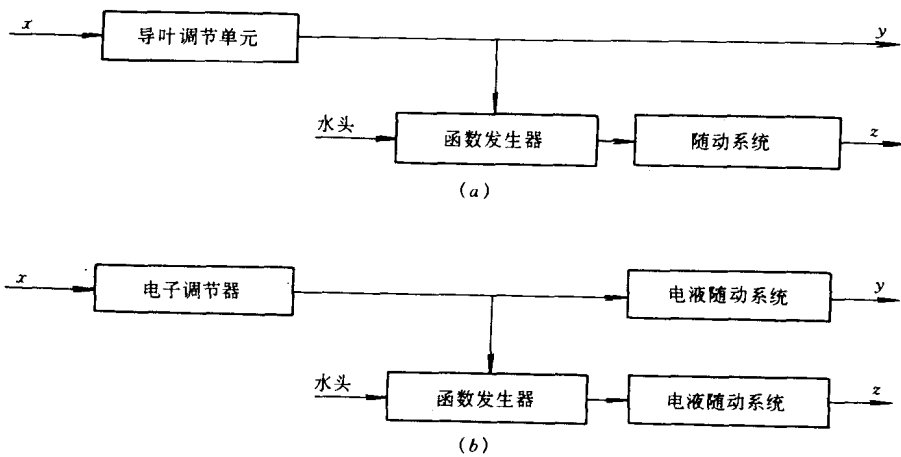 x 导叶调节单元 y
水头 函数发生器 随动系统 z
(a)
x 电子调节器 电液随动系统 y
水头 函数发生器 电液随动系统 z
(b)